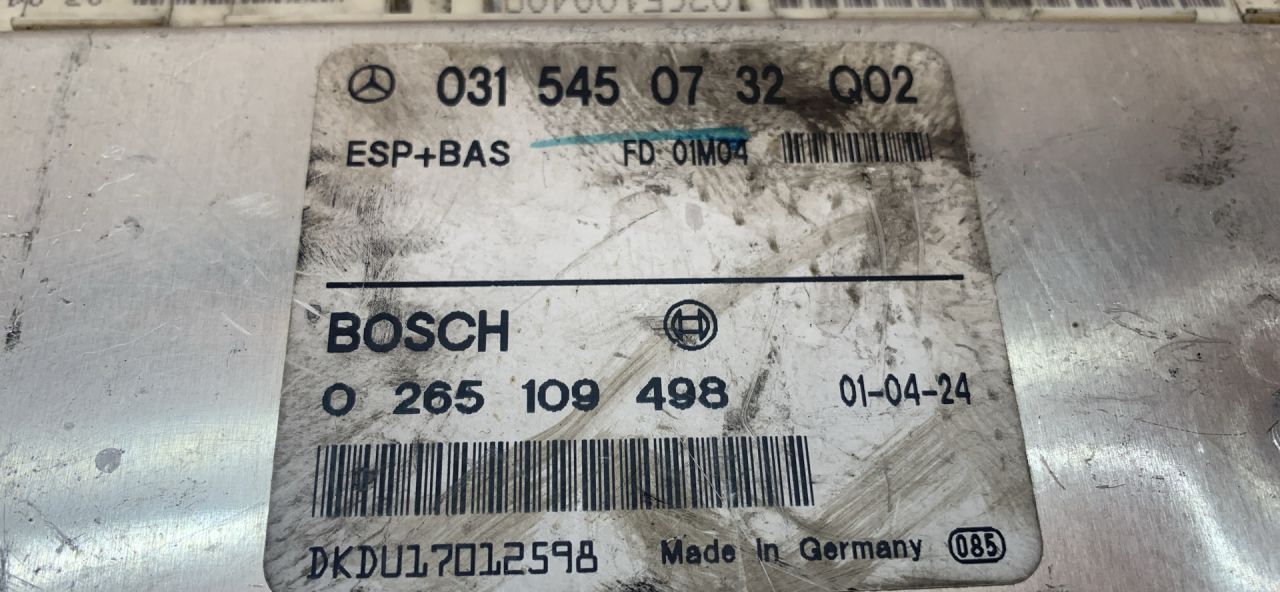 031 545 07 32 Q02
ESP+BAS FD 01M04
BOSCH
0 265 109 498 01-04-24
DKDU17012598 Made in Germany 085